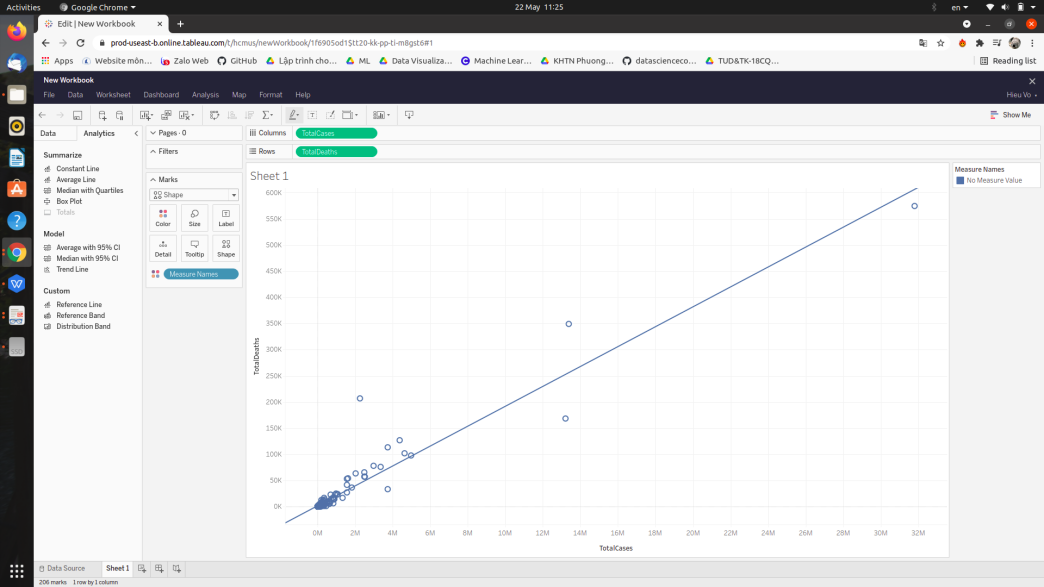 Activities
Google Chrome
22 May 11:25
en
Edit | New Workbook
prod-useast-b.online.tableau.com/t/hcmus/newWorkbook/1f6905od1$tt20-kk-pp-ti-m8gst6#1
Apps
Website môn…
Zalo Web
GitHub
Lập trình cho…
ML
Data Visualiza…
Machine Lear…
KHTN Phuong…
datascienceco…
TUD&TK-18CQ…
Reading list
New Workbook
File Data Worksheet Dashboard Analysis Map Format Help
Hieu Vo
Show Me
Data Analytics
Pages · 0
Columns TotalCases
Filters
Rows TotalDeaths
Summarize
Constant Line
Average Line
Median with Quartiles
Box Plot
Totals
Model
Average with 95% CI
Median with 95% CI
Trend Line
Custom
Reference Line
Reference Band
Distribution Band
Marks
Shape
Color Size Label
Detail Tooltip Shape
Measure Names
Sheet 1
600K
550K
500K
450K
400K
350K
300K
250K
200K
150K
100K
50K
0K
TotalDeaths
0M 2M 4M 6M 8M 10M 12M 14M 16M 18M 20M 22M 24M 26M 28M 30M 32M
TotalCases
Measure Names
No Measure Value
Data Source
Sheet 1
206 marks 1 row by 1 column
SSD